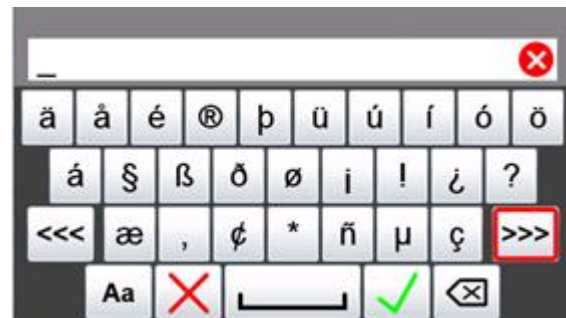 _
ä å é ® þ ü ú í ó ö
á § ß ð ø ¡ ! ¿ ?
<<< æ , ¢ * ñ µ ç >>>
Aa